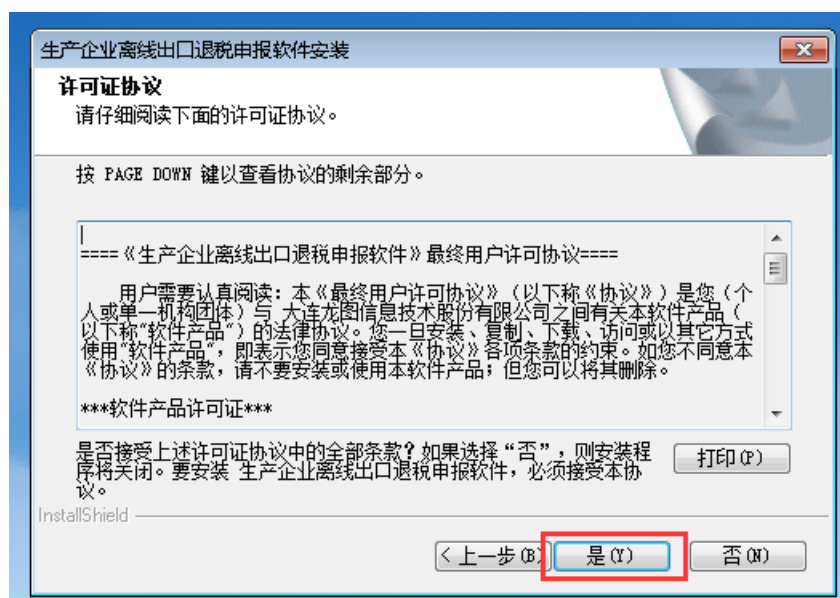 生产企业离线出口退税申报软件安装
许可证协议
请仔细阅读下面的许可证协议。
按 PAGE DOWN 键以查看协议的剩余部分。
====《生产企业离线出口退税申报软件》最终用户许可协议====
用户需要认真阅读：本《最终用户许可协议》（以下称《协议》）是您（个
人或单一机构团体）与 大连龙图信息技术股份有限公司之间有关本软件产品（
以下称“软件产品”）的法律协议。您一旦安装、复制、下载、访问或以其它方式
使用“软件产品”，即表示您同意接受本《协议》各项条款的约束。如您不同意本
《协议》的条款，请不要安装或使用本软件产品；但您可以将其删除。
***软件产品许可证***
是否接受上述许可证协议中的全部条款？如果选择“否”，则安装程
序将关闭。要安装 生产企业离线出口退税申报软件，必须接受本协
议。
打印(P)
InstallShield
< 上一步(B)
是(Y)
否(N)